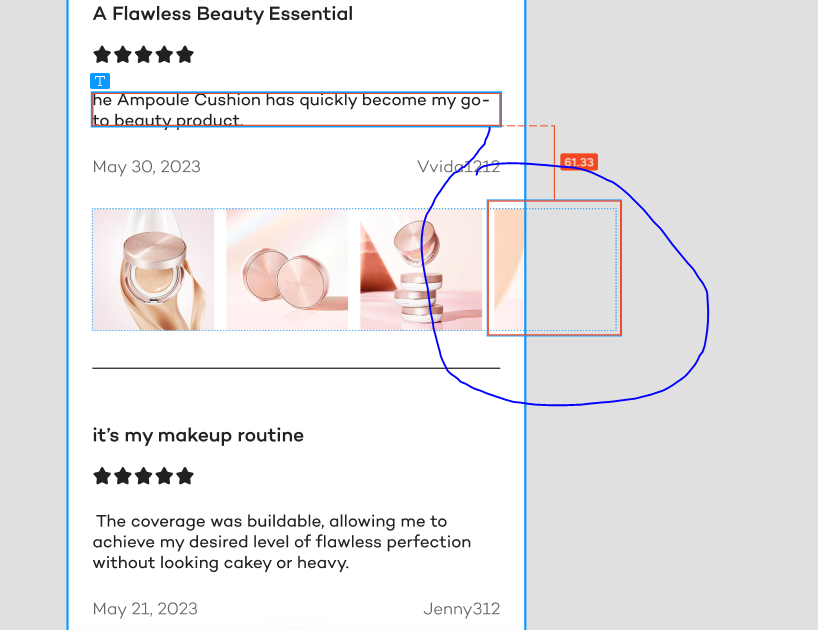 A Flawless Beauty Essential
T
he Ampoule Cushion has quickly become my go-
to beauty product.
May 30, 2023 Vvida1212
61.33
it’s my makeup routine
The coverage was buildable, allowing me to
achieve my desired level of flawless perfection
without looking cakey or heavy.
May 21, 2023 Jenny312